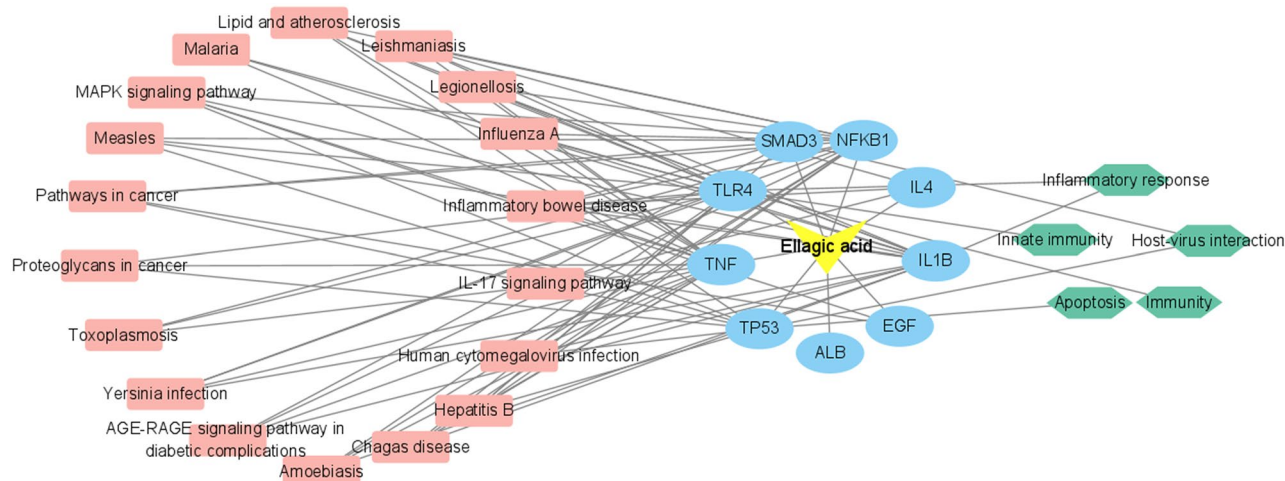 Lipid and atherosclerosis
Malaria
Leishmaniasis
MAPK signaling pathway
Legionellosis
Measles
Influenza A
Pathways in cancer
Inflammatory bowel disease
Proteoglycans in cancer
IL-17 signaling pathway
Toxoplasmosis
Human cytomegalovirus infection
Yersinia infection
Hepatitis B
AGE-RAGE signaling pathway in
diabetic complications
Chagas disease
Amoebiasis
SMAD3
NFKB1
TLR4
IL4
Ellagic acid
TNF
IL1B
TP53
EGF
ALB
Inflammatory response
Innate immunity
Host-virus interaction
Apoptosis
Immunity